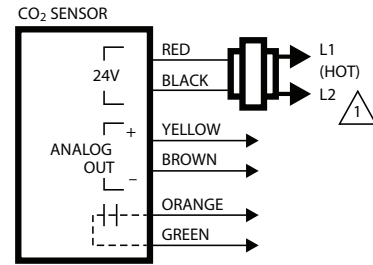 CO₂ SENSOR
RED
L1
24V
(HOT)
BLACK
L2
1
+
YELLOW
ANALOG
OUT
BROWN
–
ORANGE
GREEN